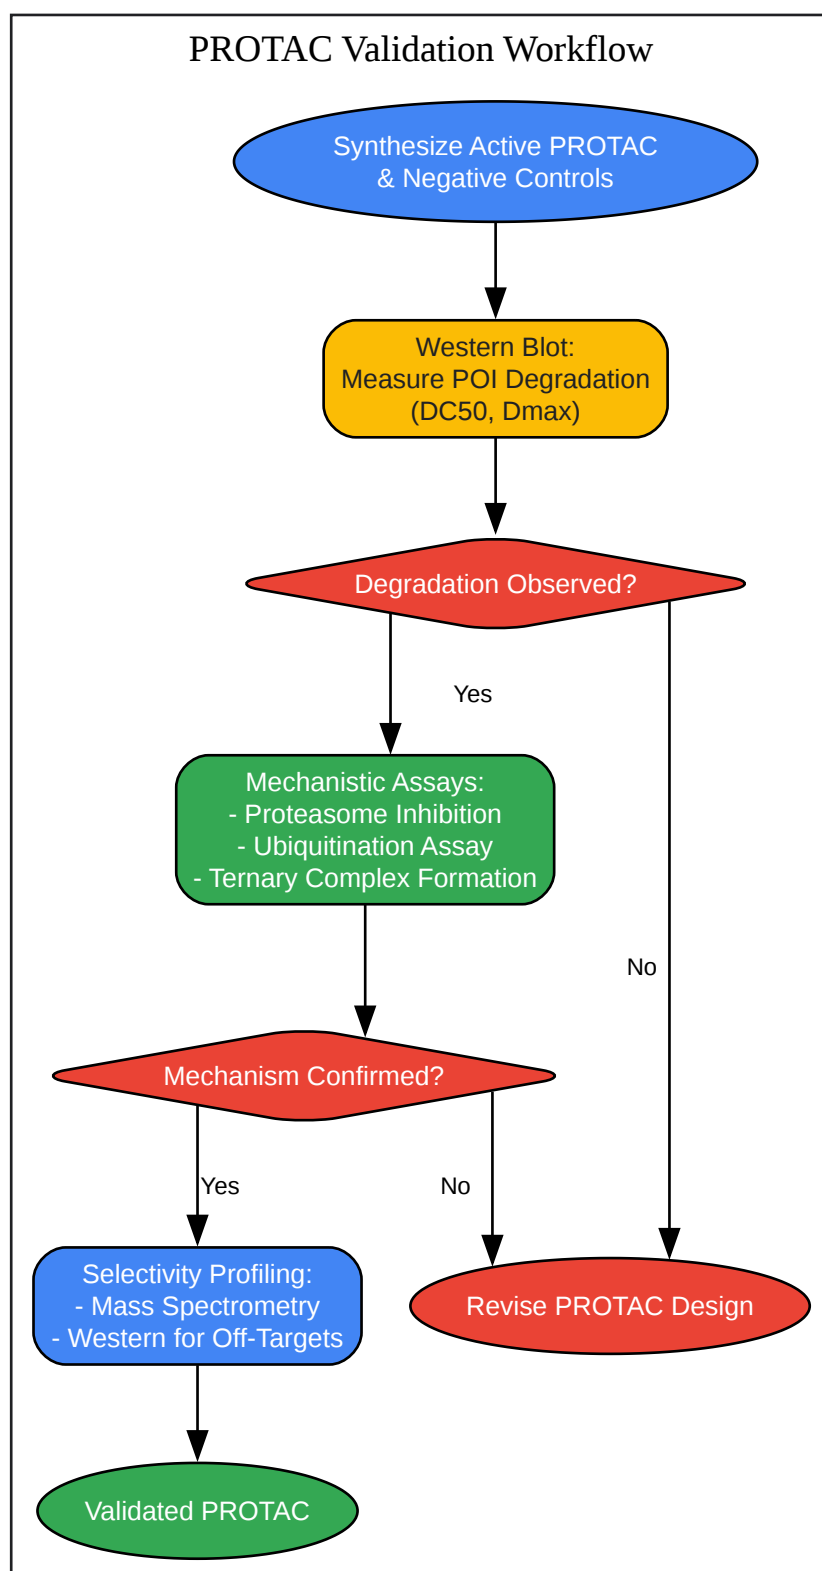 PROTAC Validation Workflow
Synthesize Active PROTAC
& Negative Controls
Western Blot:
Measure POI Degradation
(DC50, Dmax)
Degradation Observed?
Yes
Mechanistic Assays:
- Proteasome Inhibition
- Ubiquitination Assay
- Ternary Complex Formation
No
Mechanism Confirmed?
Yes
No
Selectivity Profiling:
- Mass Spectrometry
- Western for Off-Targets
Revise PROTAC Design
Validated PROTAC